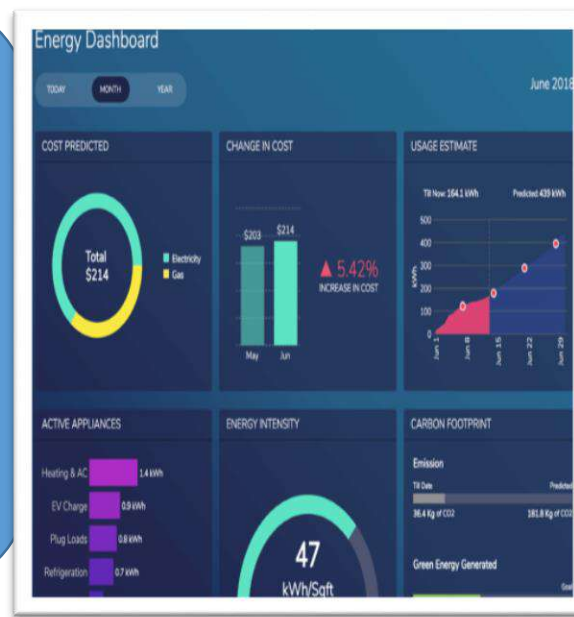 Energy Dashboard
TODAY MONTH YEAR
June 2018
COST PREDICTED
Total
$214
Electricity
Gas
CHANGE IN COST
$203 $214
5.42%
INCREASE IN COST
May Jun
USAGE ESTIMATE
Till Now: 164.1 kWh Predicted: 439 kWh
500
400
300
200
100
0
kWh
Jun 1 Jun 8 Jun 15 Jun 22 Jun 29
ACTIVE APPLIANCES
Heating & AC 1.4 kWh
EV Charge 0.9 kWh
Plug Loads 0.8 kWh
Refrigeration 0.7 kWh
ENERGY INTENSITY
47
kWh/Sqft
CARBON FOOTPRINT
Emission
Till Date Predicted
36.4 Kg of CO2 181.8 Kg of CO2
Green Energy Generated
Goal